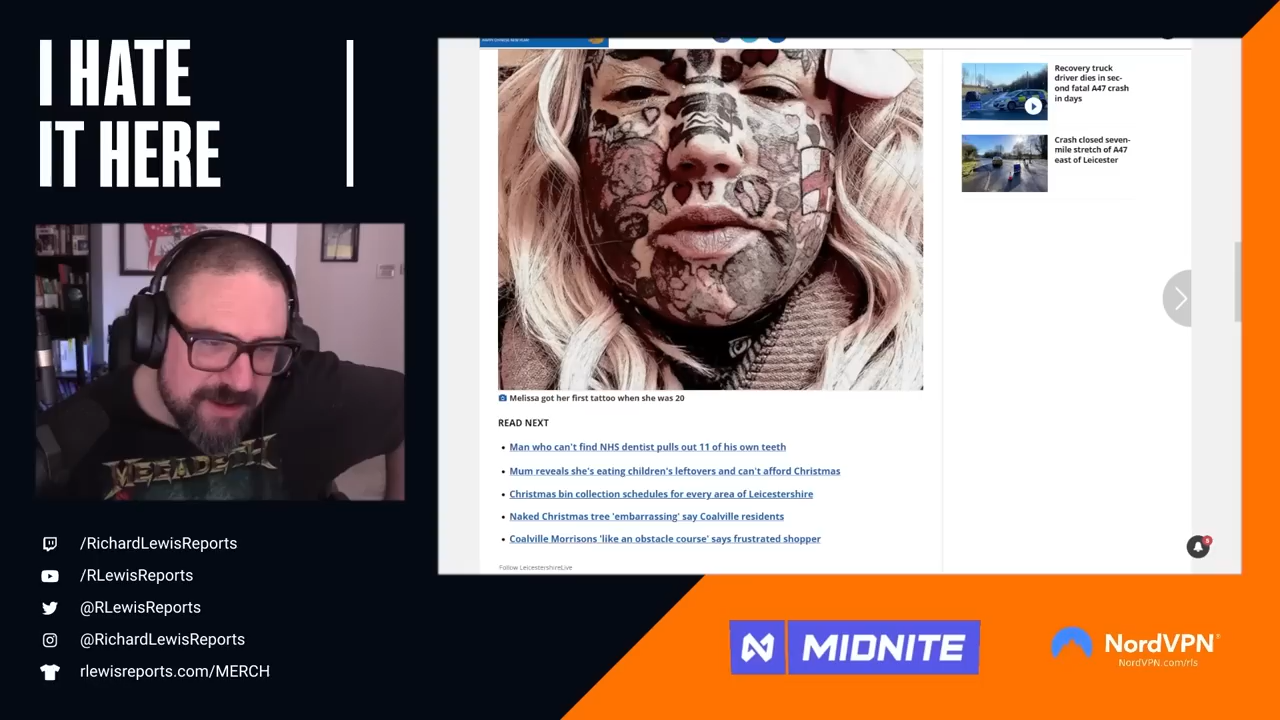 I HATE
IT HERE
MEGADETH
/RichardLewisReports
/RLewisReports
@RLewisReports
@RichardLewisReports
rlewisreports.com/MERCH
Recovery truck
driver dies in sec-
ond fatal A47 crash
in days
Crash closed seven-
mile stretch of A47
east of Leicester
Melissa got her first tattoo when she was 20
READ NEXT
Man who can't find NHS dentist pulls out 11 of his own teeth
Mum reveals she's eating children's leftovers and can't afford Christmas
Christmas bin collection schedules for every area of Leicestershire
Naked Christmas tree 'embarrassing' say Coalville residents
Coalville Morrisons 'like an obstacle course' says frustrated shopper
Follow LeicestershireLive
MIDNITE
NordVPN®
NordVPN.com/rls